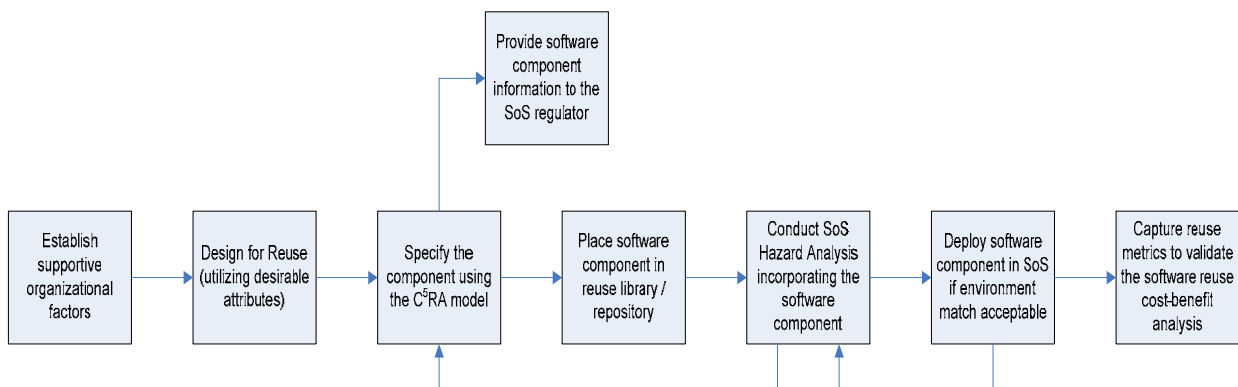 Provide software
component
information to the
SoS regulator
Establish
supportive
organizational
factors
Design for Reuse
(utilizing desirable
attributes)
Specify the
component using
the C⁵RA model
Place software
component in
reuse library /
repository
Conduct SoS
Hazard Analysis
incorporating the
software
component
Deploy software
component in SoS
if environment
match acceptable
Capture reuse
metrics to validate
the software reuse
cost-benefit
analysis